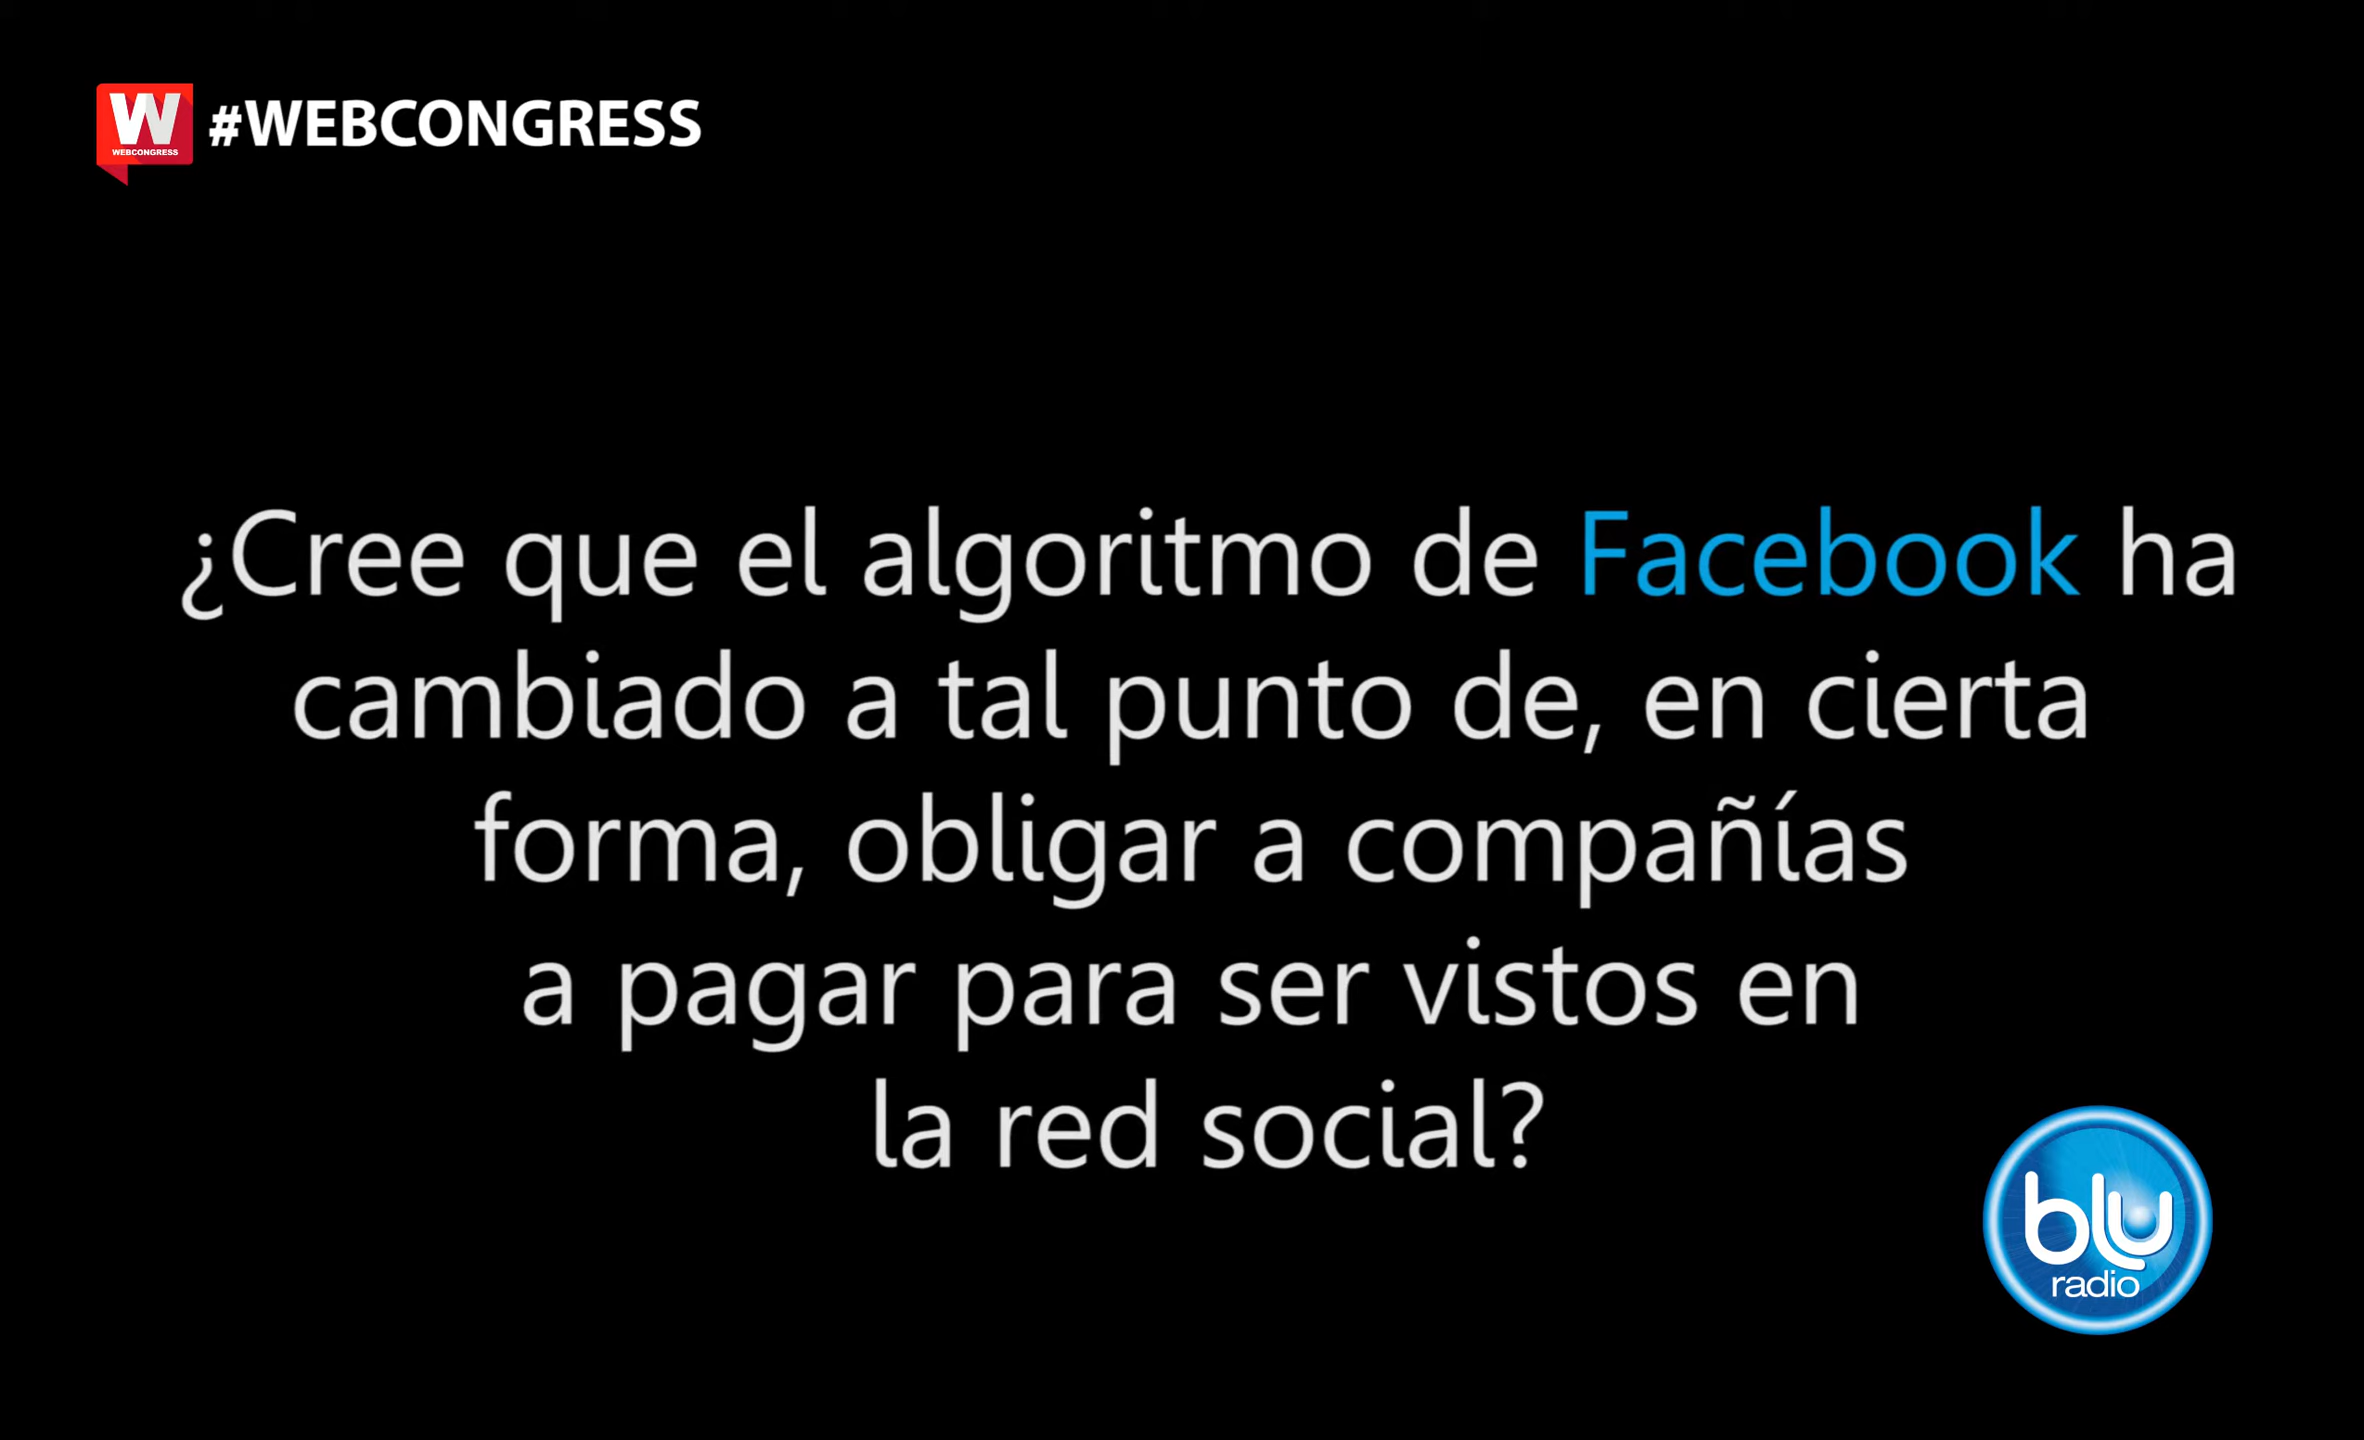 W
WEBCONGRESS
#WEBCONGRESS
¿Cree que el algoritmo de Facebook ha
cambiado a tal punto de, en cierta
forma, obligar a compañías
a pagar para ser vistos en
la red social?
blu
radio